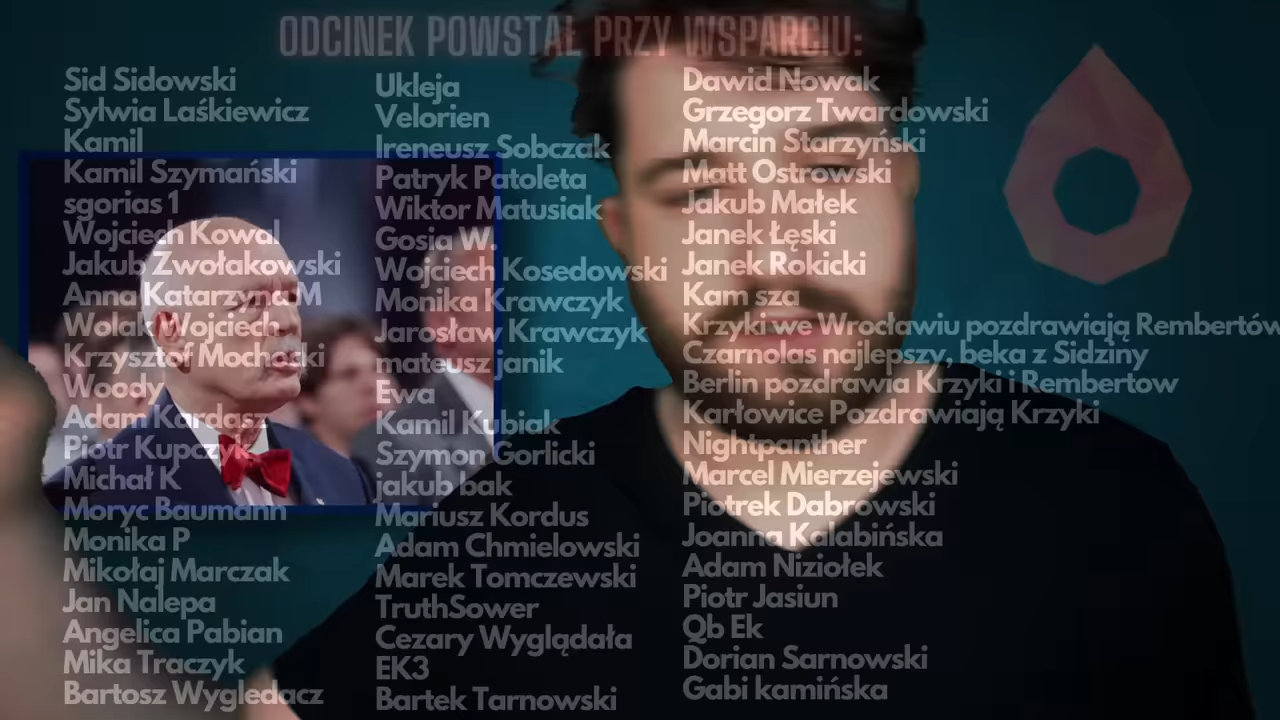 ODCINEK POWSTAŁ PRZY WSPARCIU:
Sid Sidowski
Sylwia Laśkiewicz
Kamil
Kamil Szymański
sgorias 1
Wojciech Kowal
Jakub Zwołakowski
Anna Katarzyna M
Wolak Wojciech
Krzysztof Mochalski
Woody
Adam Kardas
Piotr Kupczyk
Michał K
Moryc Baumann
Monika P
Mikołaj Marczak
Jan Nalepa
Angelica Pabian
Mika Traczyk
Bartosz Wygledacz
Ukleja
Velorien
Ireneusz Sobczak
Patryk Patoleta
Wiktor Matusiak
Gosia W.
Wojciech Kosedowski
Monika Krawczyk
Jarosław Krawczyk
mateusz janik
Ewa
Kamil Kubiak
Szymon Gorlicki
jakub bak
Mariusz Kordus
Adam Chmielowski
Marek Tomczewski
TruthSower
Cezary Wyglądała
EK3
Bartek Tarnowski
Dawid Nowak
Grzegorz Twardowski
Marcin Starzyński
Matt Ostrowski
Jakub Małek
Janek Łęski
Janek Rokicki
Kam sza
Krzyki we Wrocławiu pozdrawiają Rembertów
Czarnolis najlepszy, beka z Sidziny
Berlin pozdrawia Krzyki i Rembertow
Karłowice Pozdrawiają Krzyki
Nightpanther
Marcel Mierzejewski
Piotrek Dabrowski
Joanna Kalabińska
Adam Niziołek
Piotr Jasiun
Qb Ek
Dorian Sarnowski
Gabi kamińska